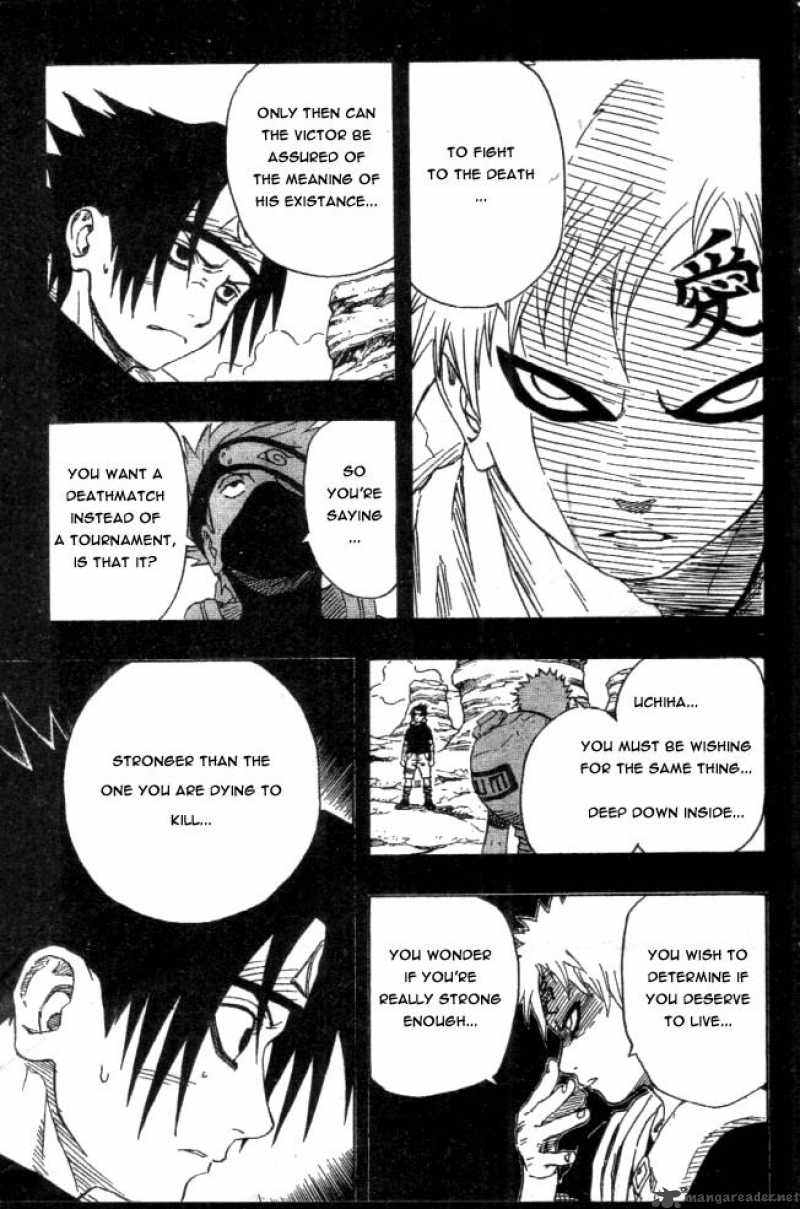 TO FIGHT
TO THE DEATH
...
愛
ONLY THEN CAN
THE VICTOR BE
ASSURED OF
THE MEANING OF
HIS EXISTANCE...
SO
YOU'RE
SAYING
...
YOU WANT A
DEATHMATCH
INSTEAD OF
A TOURNAMENT,
IS THAT IT?
UCHIHA...
YOU MUST BE WISHING
FOR THE SAME THING...
DEEP DOWN INSIDE...
YOU WISH TO
DETERMINE IF
YOU DESERVE
TO LIVE...
YOU WONDER
IF YOU'RE
REALLY STRONG
ENOUGH...
STRONGER THAN THE
ONE YOU ARE DYING TO
KILL...
mangareader.net